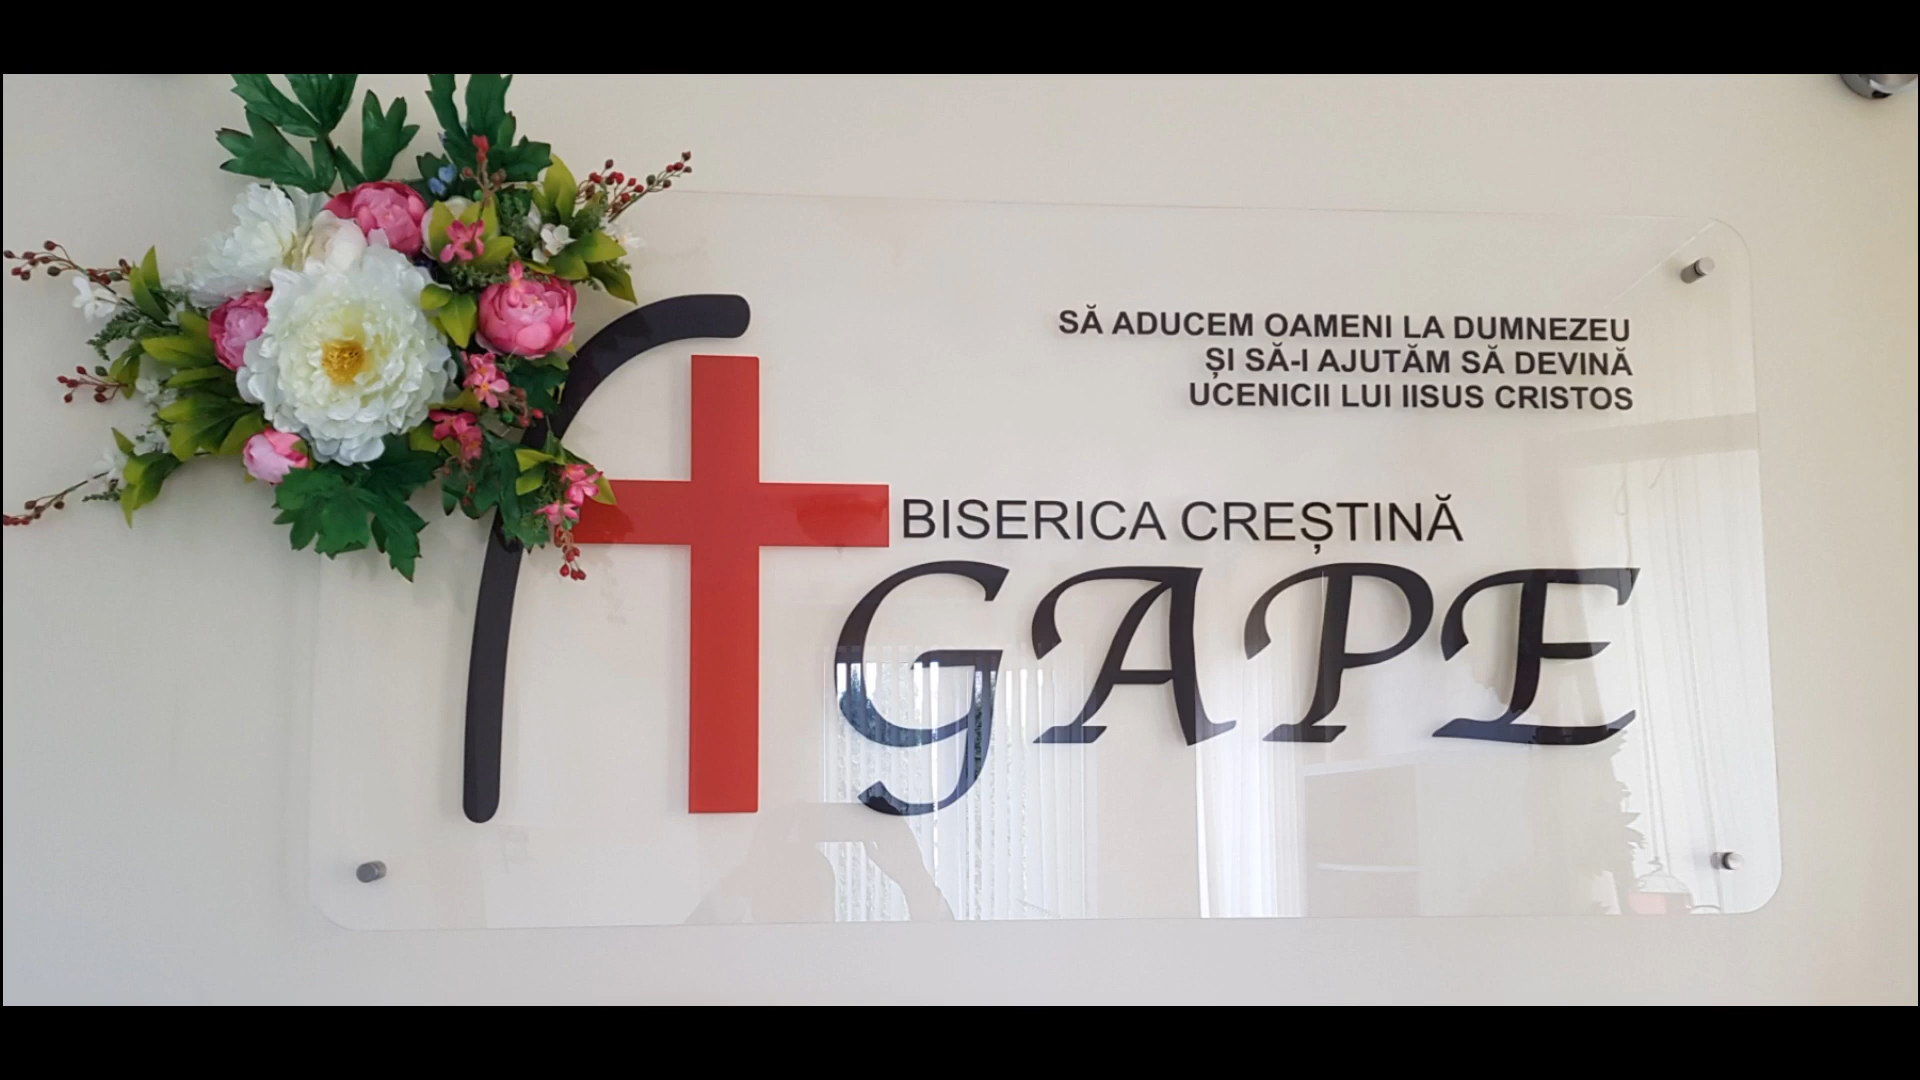 SĂ ADUCEM OAMENI LA DUMNEZEU
ȘI SĂ-I AJUTĂM SĂ DEVINĂ
UCENICII LUI IISUS CRISTOS
BISERICA CREȘTINĂ
AGAPE